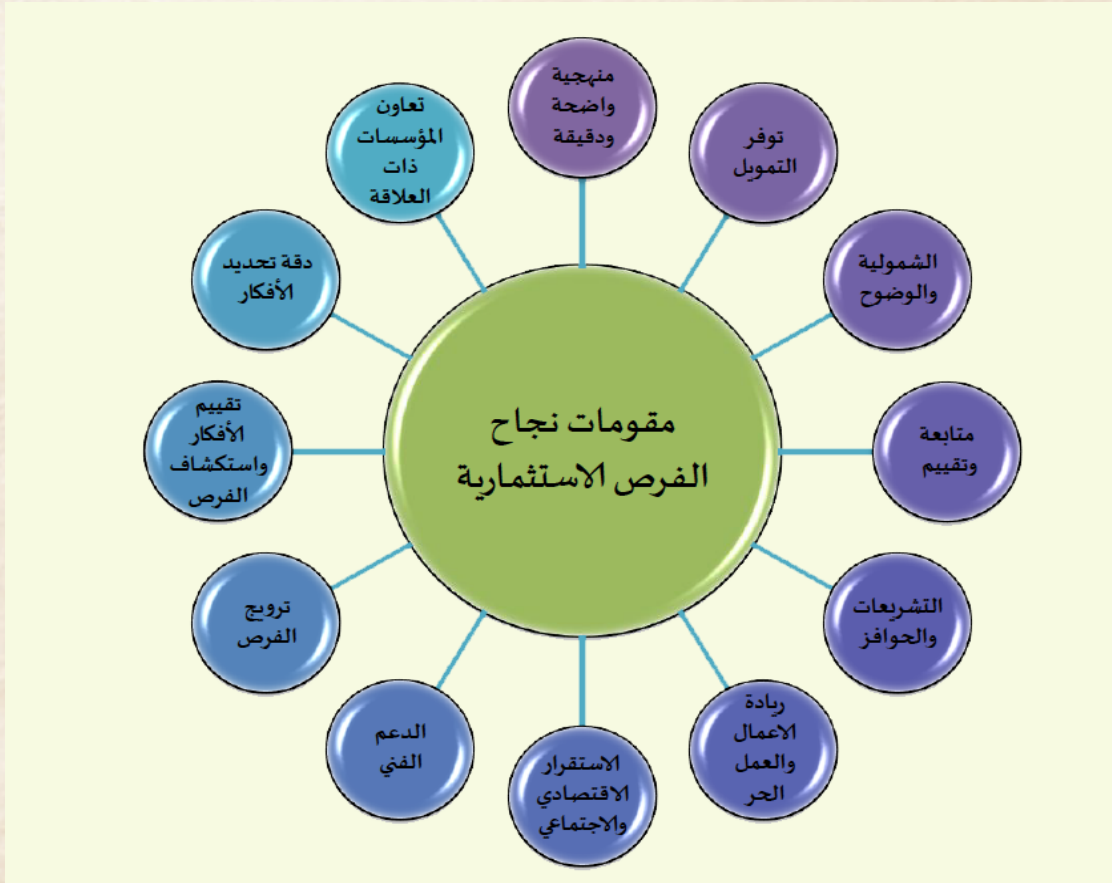 مقومات نجاح
الفرص الاستثمارية
منهجية
واضحة
ودقيقة
توفر
التمويل
الشمولية
والوضوح
متابعة
وتقييم
التشريعات
والحوافز
ريادة
الاعمال
والعمل
الحر
الاستقرار
الاقتصادي
والاجتماعي
الدعم
الفني
ترويج
الفرص
تقييم
الأفكار
واستكشاف
الفرص
دقة تحديد
الأفكار
تعاون
المؤسسات
ذات
العلاقة